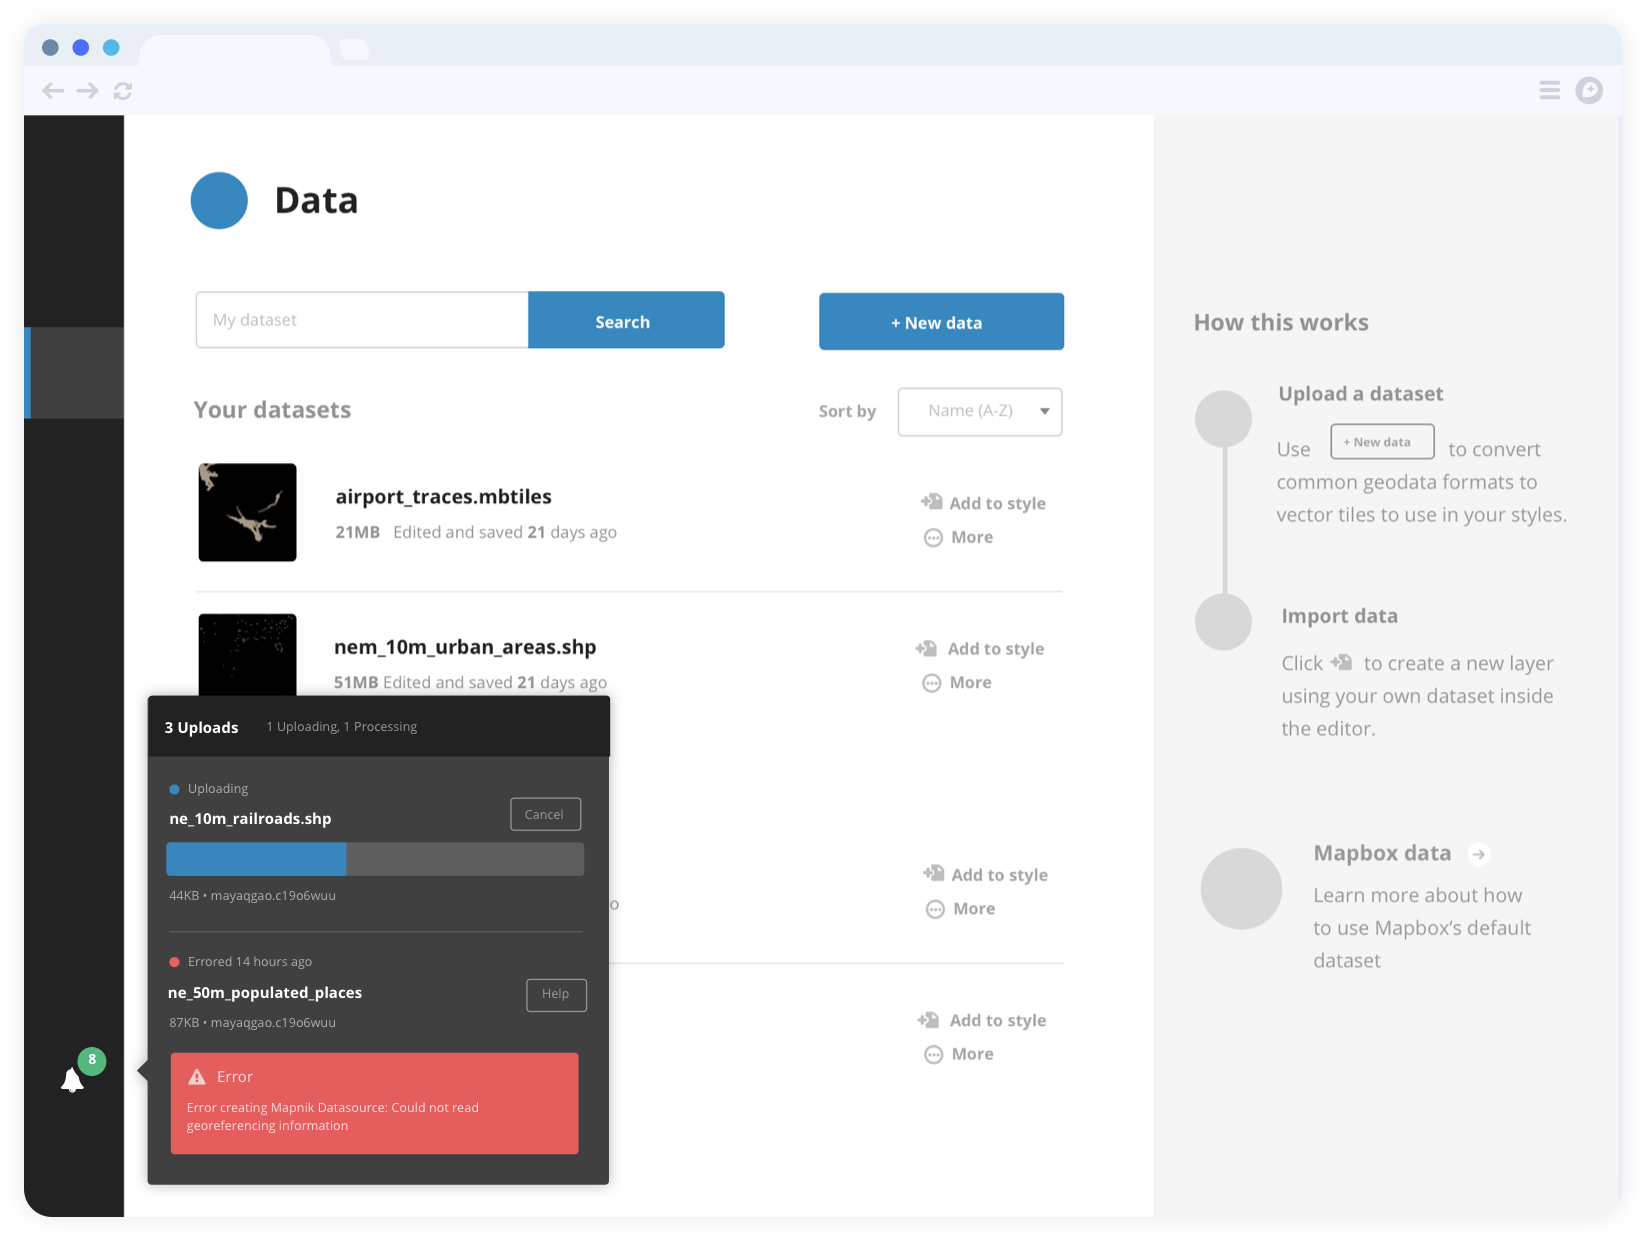 Data
My dataset
Search
+ New data
Your datasets
Sort by
Name (A-Z)
airport_traces.mbtiles
21MB Edited and saved 21 days ago
Add to style
More
nem_10m_urban_areas.shp
51MB Edited and saved 21 days ago
Add to style
More
o
Add to style
More
Add to style
More
3 Uploads 1 Uploading, 1 Processing
Uploading
ne_10m_railroads.shp
Cancel
44KB • mayaqgao.c19o6wuu
Errored 14 hours ago
ne_50m_populated_places
Help
87KB • mayaqgao.c19o6wuu
Error
Error creating Mapnik Datasource: Could not read
georeferencing information
8
How this works
Upload a dataset
Use + New data to convert
common geodata formats to
vector tiles to use in your styles.
Import data
Click to create a new layer
using your own dataset inside
the editor.
Mapbox data
Learn more about how
to use Mapbox’s default
dataset